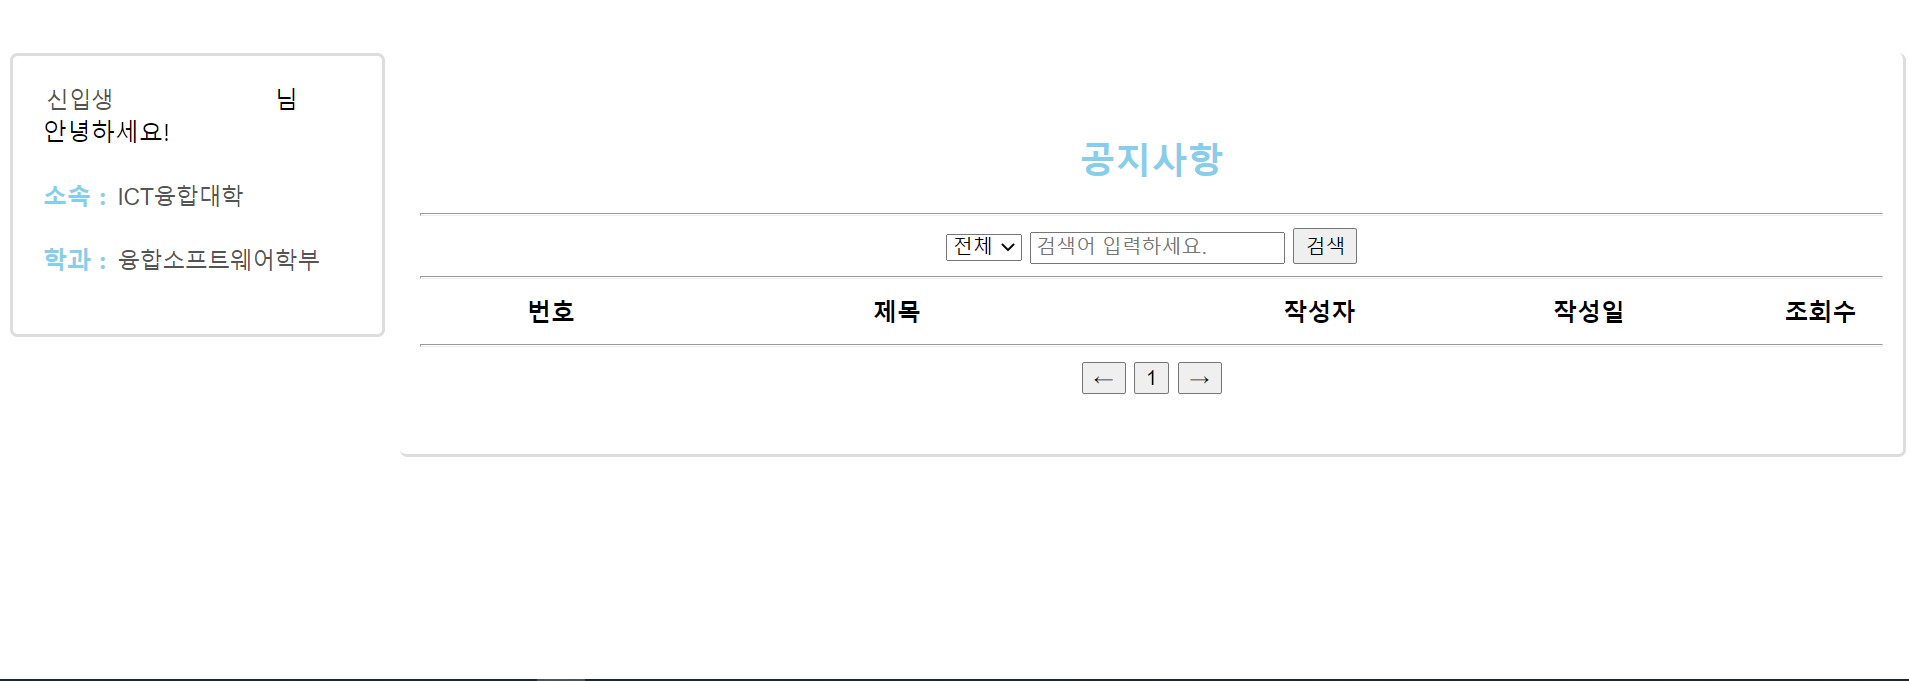 신입생 님
안녕하세요!
소속 : ICT융합대학
학과 : 융합소프트웨어학부
공지사항
전체 검색어 입력하세요. 검색
번호 제목 작성자 작성일 조회수
← 1 →